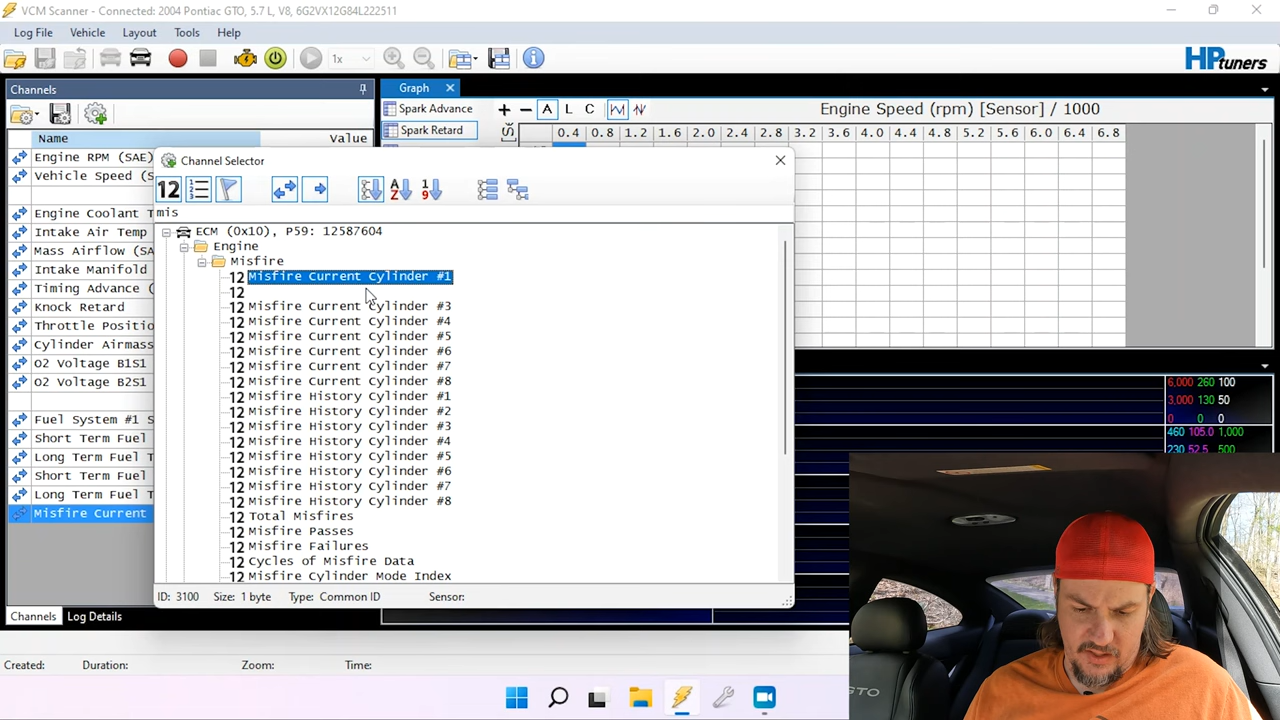 VCM Scanner - Connected: 2004 Pontiac GTO, 5.7 L, V8, 6G2VX12G84L222511
Log File Vehicle Layout Tools Help
1x
HPtuners
Channels
Graph
Name Value
Spark Advance
Spark Retard
A L C
Engine Speed (rpm) [Sensor] / 1000
0.4 0.8 1.2 1.6 2.0 2.4 2.8 3.2 3.6 4.0 4.4 4.8 5.2 5.6 6.0 6.4 6.8
Engine RPM (SAE)
Vehicle Speed (S
Engine Coolant T
Intake Air Temp
Mass Airflow (SA
Intake Manifold
Timing Advance (
Knock Retard
Throttle Positio
Cylinder Airmass
O2 Voltage B1S1
O2 Voltage B2S1
Fuel System #1 S
Short Term Fuel
Long Term Fuel T
Short Term Fuel
Long Term Fuel T
Misfire Current
Channel Selector
12
mis
ECM (0x10), P59: 12587604
Engine
Misfire
12 Misfire Current Cylinder #1
12
12 Misfire Current Cylinder #3
12 Misfire Current Cylinder #4
12 Misfire Current Cylinder #5
12 Misfire Current Cylinder #6
12 Misfire Current Cylinder #7
12 Misfire Current Cylinder #8
12 Misfire History Cylinder #1
12 Misfire History Cylinder #2
12 Misfire History Cylinder #3
12 Misfire History Cylinder #4
12 Misfire History Cylinder #5
12 Misfire History Cylinder #6
12 Misfire History Cylinder #7
12 Misfire History Cylinder #8
12 Total Misfires
12 Misfire Passes
12 Misfire Failures
12 Cycles of Misfire Data
12 Misfire Cylinder Mode Index
ID: 3100 Size: 1 byte Type: Common ID Sensor:
6,000 260 100
3,000 130 50
0 0 0
460 105.0 1,000
230 52.5 500
Channels Log Details
Created: Duration: Zoom: Time:
GTO